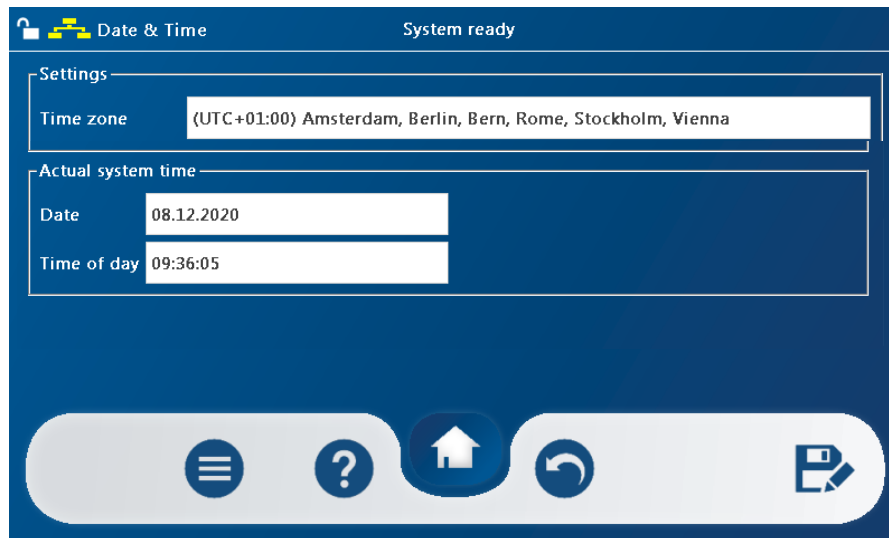 Date & Time
System ready
Settings
Time zone
(UTC+01:00) Amsterdam, Berlin, Bern, Rome, Stockholm, Vienna
Actual system time
Date
08.12.2020
Time of day
09:36:05
?